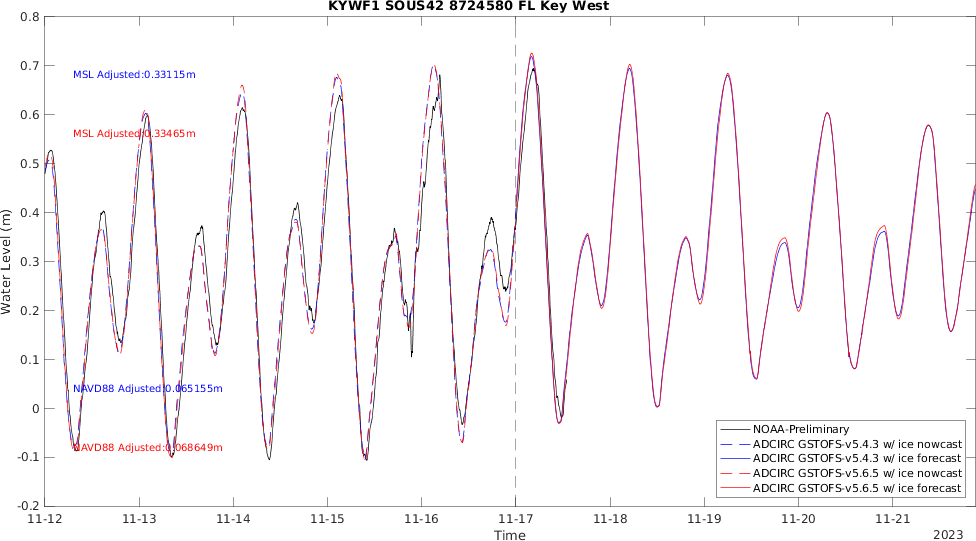 KYWF1 SOUS42 8724580 FL Key West
0.8
0.7
0.6
0.5
0.4
0.3
0.2
0.1
0
-0.1
-0.2
Water Level (m)
MSL Adjusted:0.33115m
MSL Adjusted:0.33465m
NAVD88 Adjusted:0.065155m
NAVD88 Adjusted:0.068649m
NOAA-Preliminary
ADCIRC GSTOFS-v5.4.3 w/ ice nowcast
ADCIRC GSTOFS-v5.4.3 w/ ice forecast
ADCIRC GSTOFS-v5.6.5 w/ ice nowcast
ADCIRC GSTOFS-v5.6.5 w/ ice forecast
11-12 11-13 11-14 11-15 11-16 11-17 11-18 11-19 11-20 11-21
Time
2023